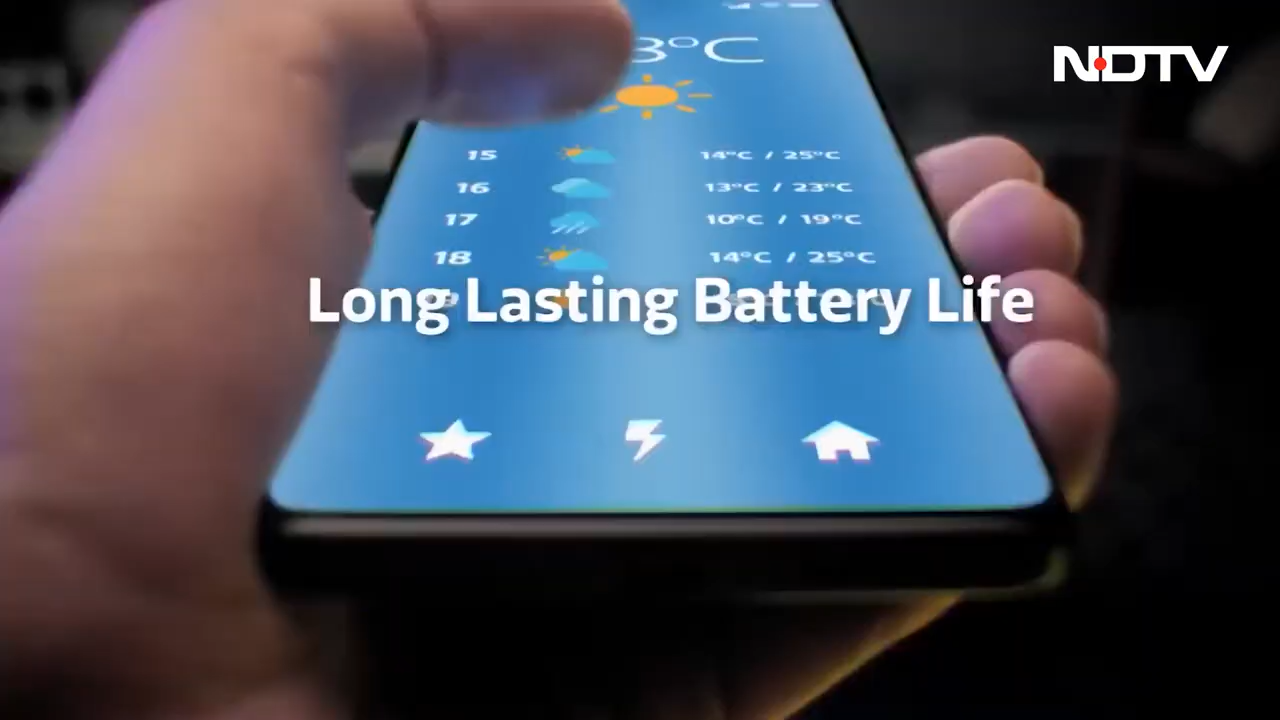 NDTV
3°C
15 14°C / 25°C
16 13°C / 23°C
17 10°C / 19°C
18 14°C / 25°C
Long Lasting Battery Life